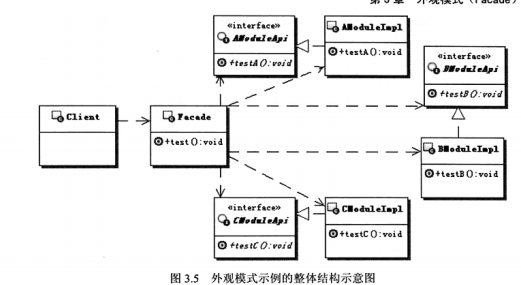 第 3 章 外观模式（Facade）
«interface»
AModuleApi
+testA():void
AModuleImpl
+testA():void
«interface»
BModuleApi
+testB():void
Client
Facade
+test():void
BModuleImpl
+testB():void
«interface»
CModuleApi
+testC():void
CModuleImpl
+testC():void
图 3.5 外观模式示例的整体结构示意图